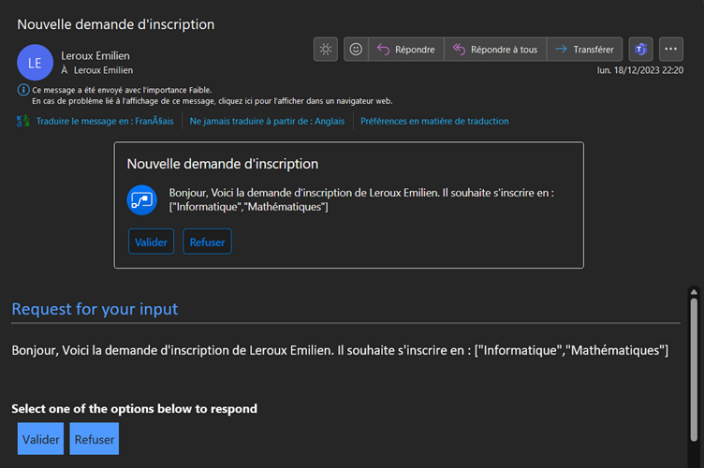 Nouvelle demande d'inscription
LE
Leroux Emilien
À Leroux Emilien
Répondre
Répondre à tous
Transférer
lun. 18/12/2023 22:20
Ce message a été envoyé avec l'importance Faible.
En cas de problème lié à l'affichage de ce message, cliquez ici pour l'afficher dans un navigateur web.
Traduire le message en : FranÃ§ais
Ne jamais traduire à partir de : Anglais
Préférences en matière de traduction
Nouvelle demande d'inscription
Bonjour, Voici la demande d'inscription de Leroux Emilien. Il souhaite s'inscrire en :
["Informatique","Mathématiques"]
Valider
Refuser
Request for your input
Bonjour, Voici la demande d'inscription de Leroux Emilien. Il souhaite s'inscrire en : ["Informatique","Mathématiques"]
Select one of the options below to respond
Valider
Refuser